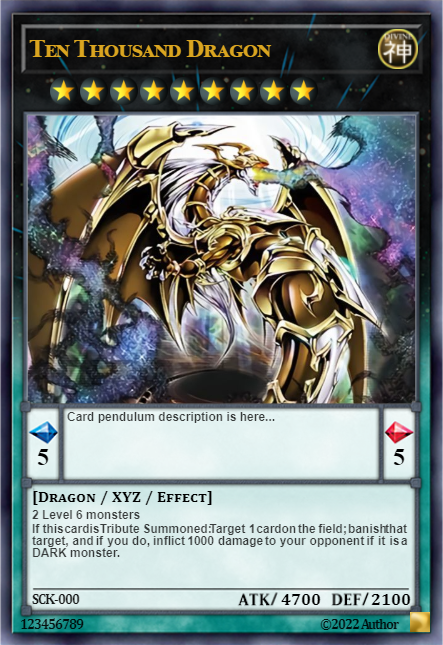 Ten Thousand Dragon
DIVINE
神
Card pendulum description is here...
5
5
[Dragon / XYZ / Effect]
2 Level 6 monsters
If this card is Tribute Summoned: Target 1 card on the field; banish that
target, and if you do, inflict 1000 damage to your opponent if it is a
DARK monster.
SCK-000
ATK/ 4700 DEF/ 2100
123456789
©2022 Author